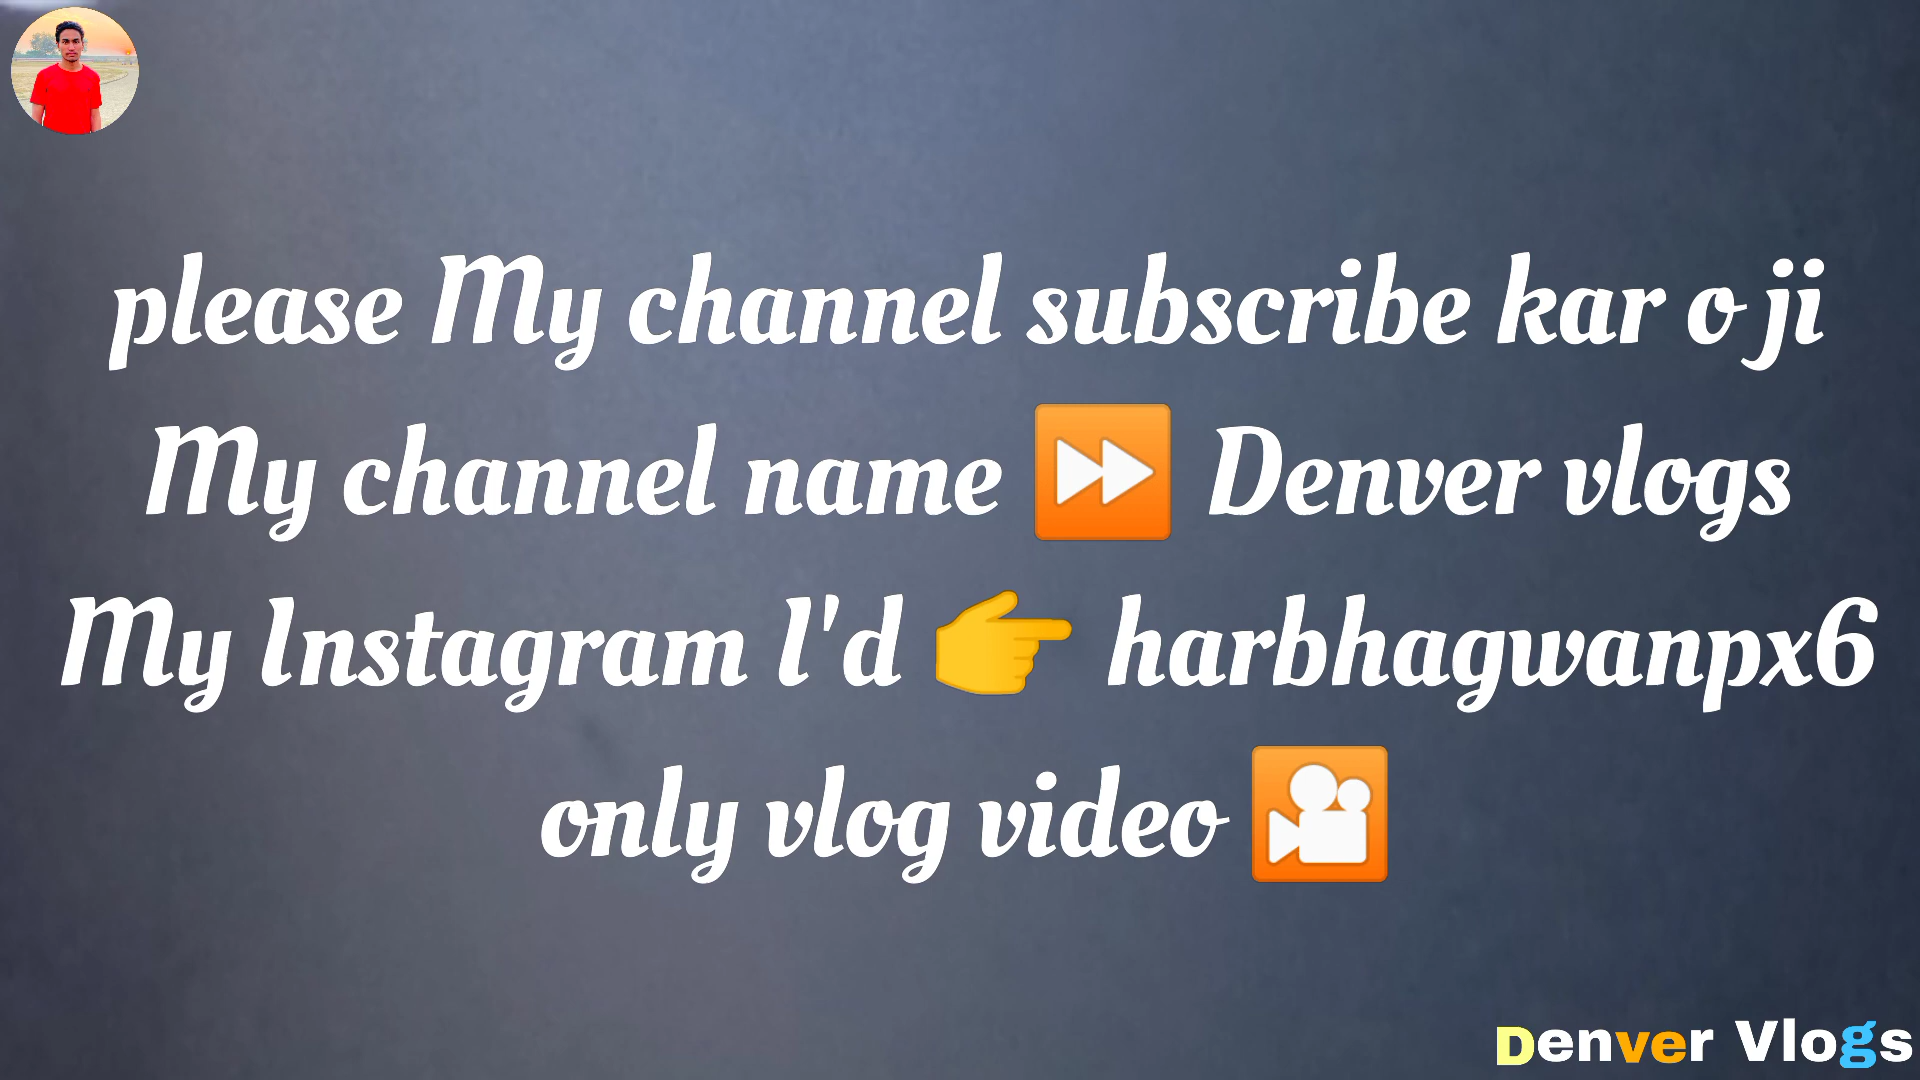 please My channel subscribe kar o ji
My channel name ⏩ Denver vlogs
My Instagram I'd 👉 harbhagwanpx6
only vlog video 🎦
Denver Vlogs